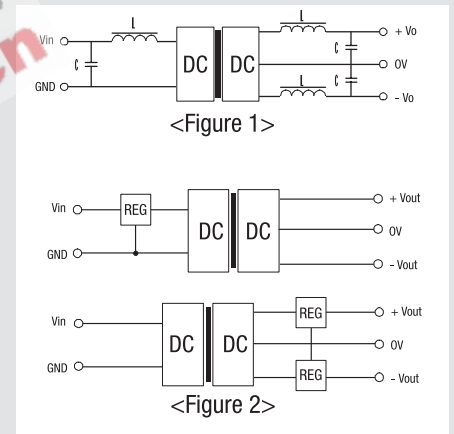 L
L
Vin
+ Vo
C
C
DC
DC
0V
C
GND
L
- Vo
<Figure 1>
Vin
REG
+ Vout
DC
DC
0V
GND
- Vout
REG
+ Vout
Vin
DC
DC
0V
GND
REG
- Vout
<Figure 2>
cn